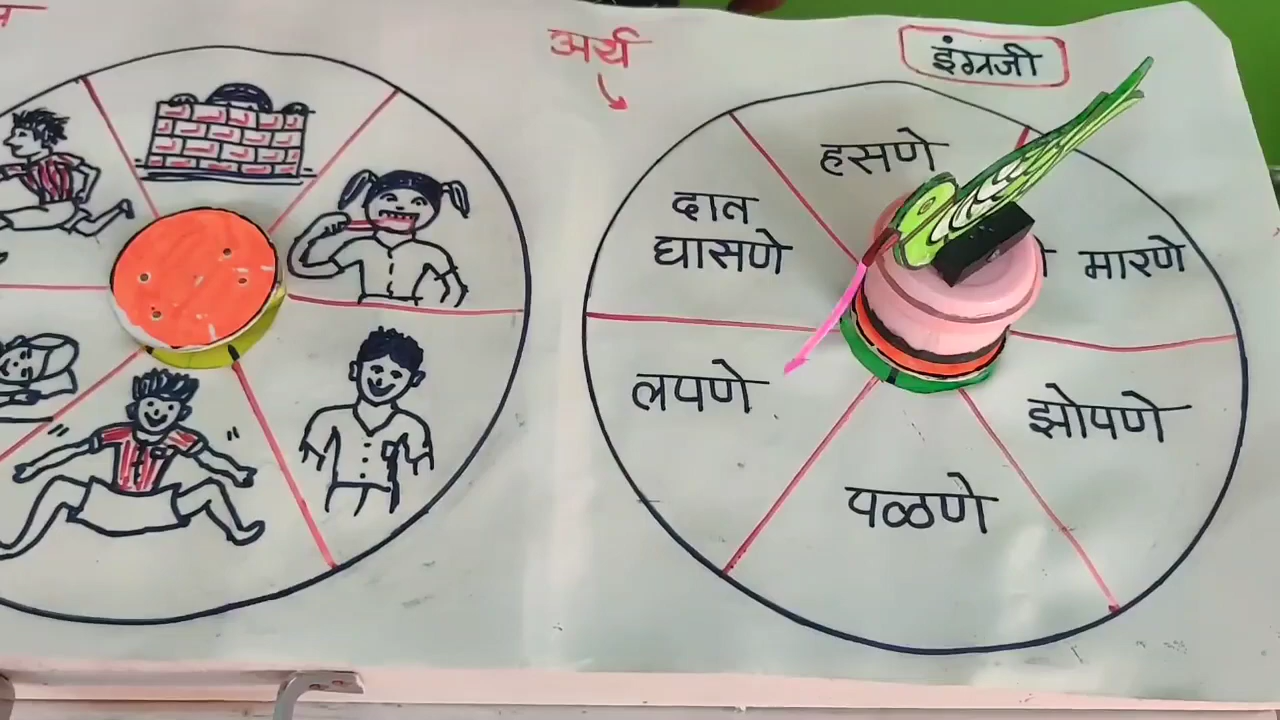 अर्थ
इंग्रजी
हसणे
दात
घासणे
मारणे
लपणे
झोपणे
पळणे